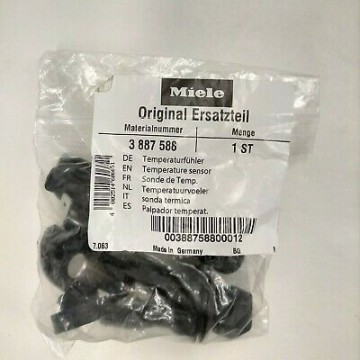 Miele
Original Ersatzteil
Materialnummer Menge
3 887 586 1 ST
DE Temperaturfühler
EN Temperature sensor
FR Sonde de Temp.
NL Temperatuurvoeler
IT sonda termica
ES Palpador temperat.
00388758800012
7.063 Made in Germany